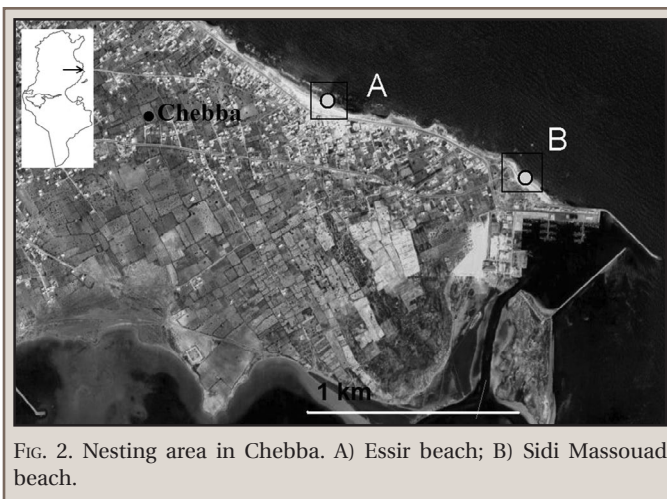 A
Chebba
B
1 km
FIG. 2. Nesting area in Chebba. A) Essir beach; B) Sidi Massouad
beach.